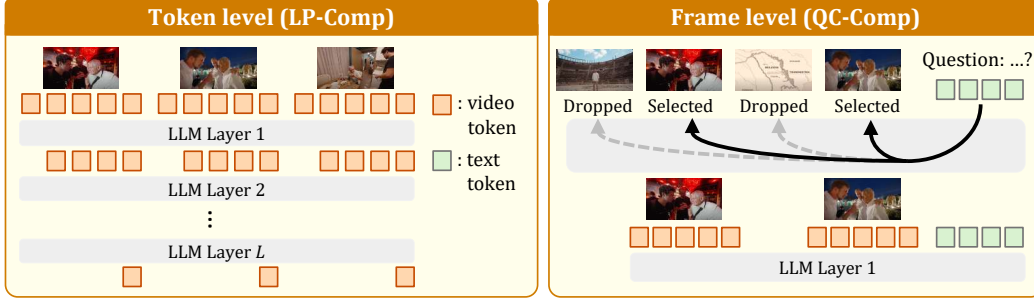 Token level (LP-Comp)
: video
token
LLM Layer 1
: text
token
LLM Layer 2
⋮
LLM Layer L
Frame level (QC-Comp)
Question: ...?
Dropped
Selected
Dropped
Selected
LLM Layer 1